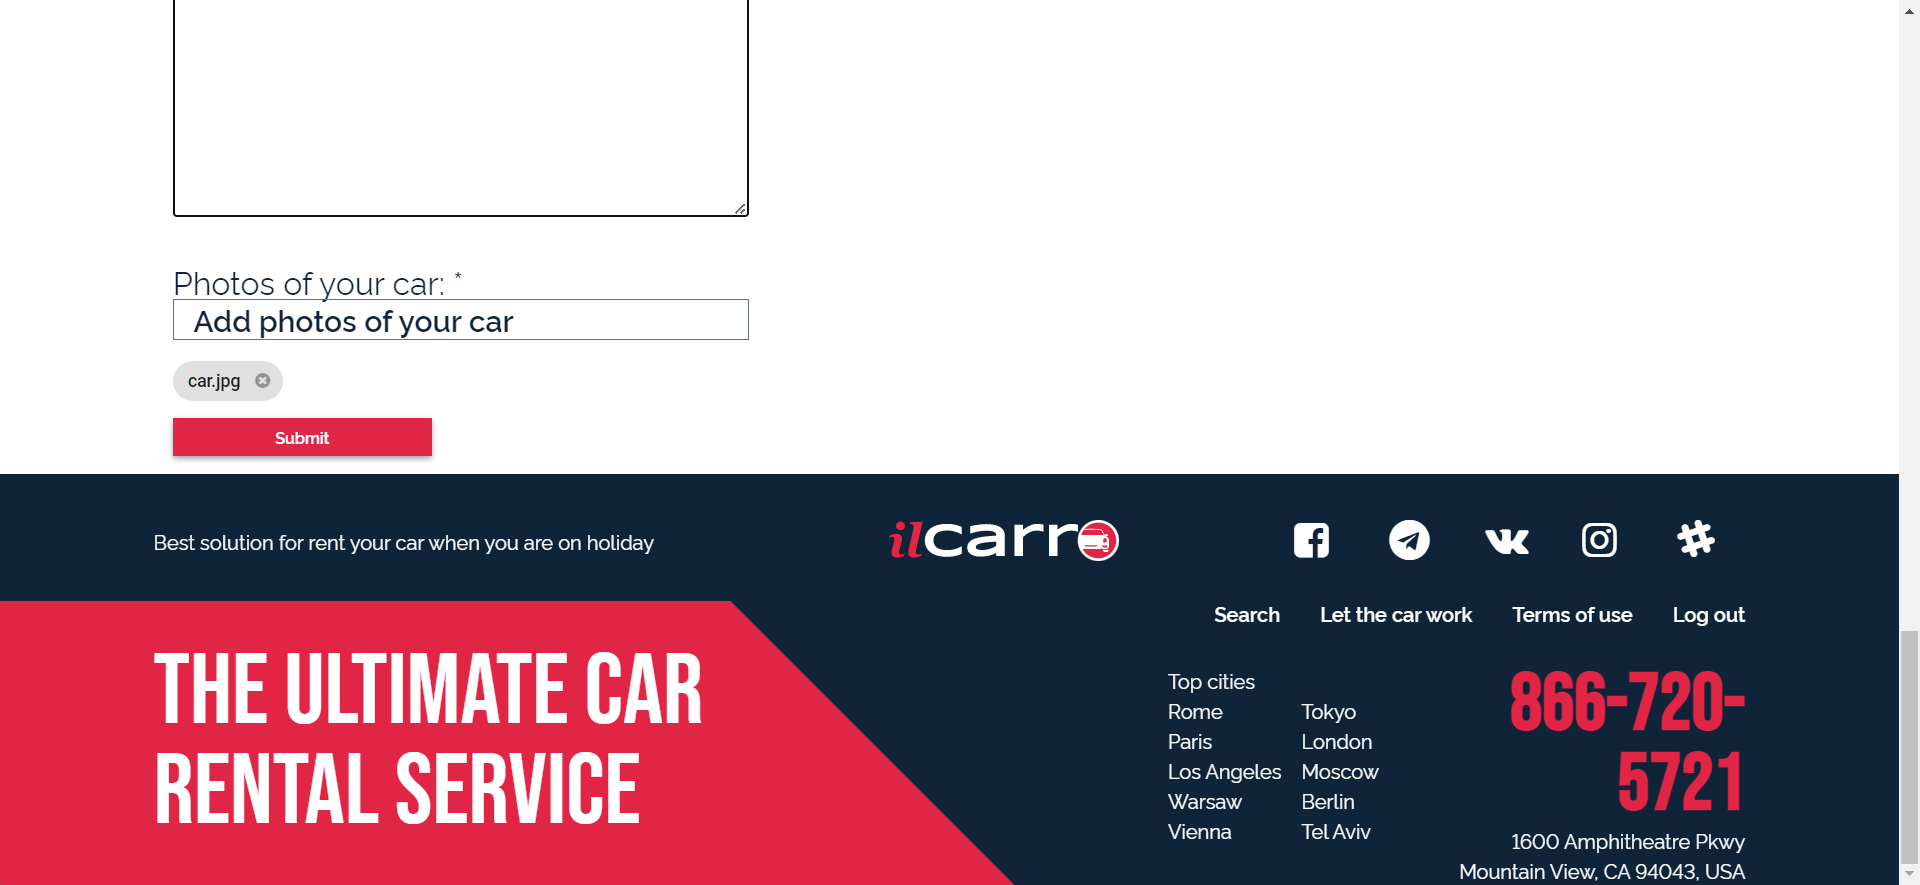 Photos of your car: *
Add photos of your car
car.jpg
Submit
Best solution for rent your car when you are on holiday
ilcarro
Search
Let the car work
Terms of use
Log out
THE ULTIMATE CAR
RENTAL SERVICE
Top cities
Rome
Paris
Los Angeles
Warsaw
Vienna
Tokyo
London
Moscow
Berlin
Tel Aviv
866-720-
5721
1600 Amphitheatre Pkwy
Mountain View, CA 94043, USA